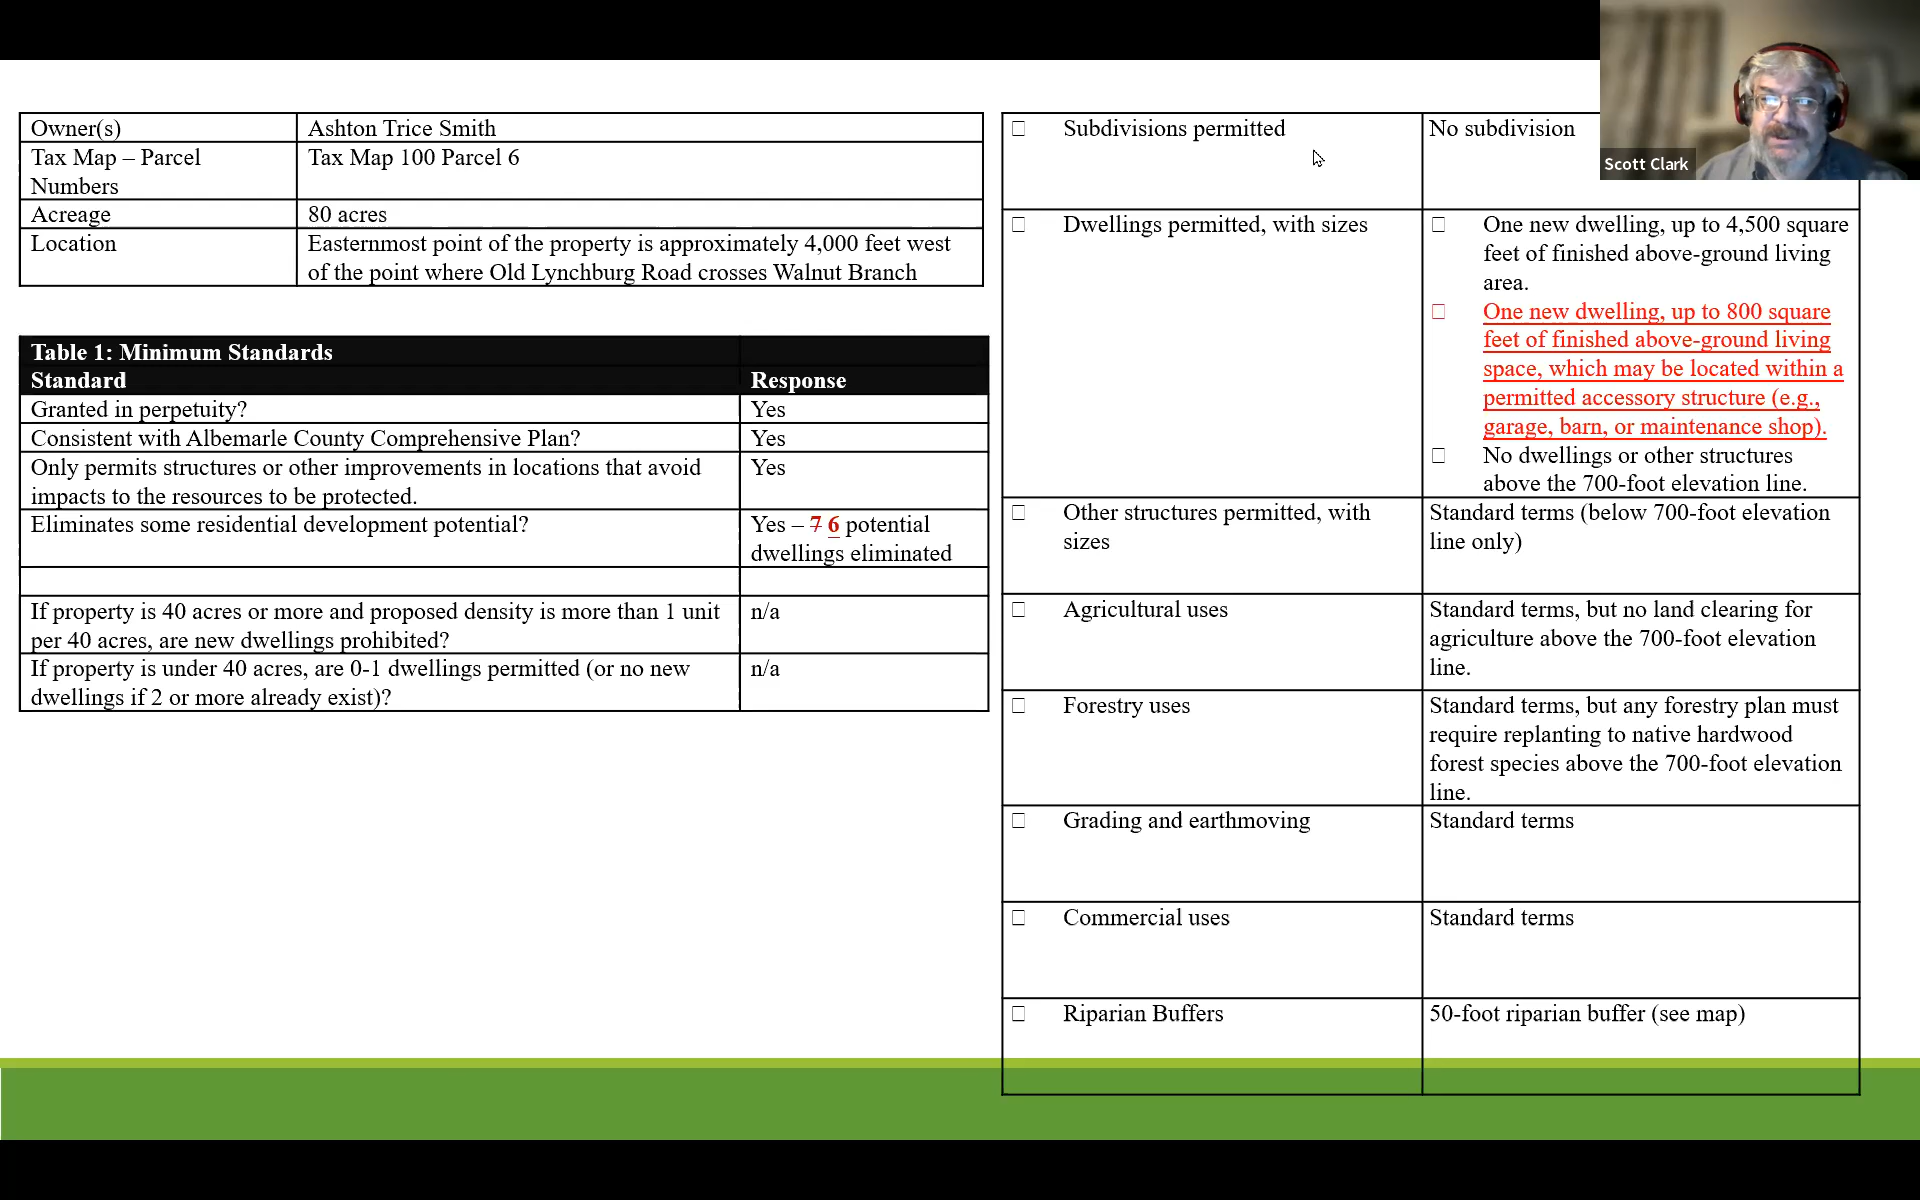 Owner(s) Ashton Trice Smith
Tax Map – Parcel Tax Map 100 Parcel 6
Numbers
Acreage 80 acres
Location Easternmost point of the property is approximately 4,000 feet west
of the point where Old Lynchburg Road crosses Walnut Branch
Table 1: Minimum Standards
Standard Response
Granted in perpetuity? Yes
Consistent with Albemarle County Comprehensive Plan? Yes
Only permits structures or other improvements in locations that avoid Yes
impacts to the resources to be protected.
Eliminates some residential development potential? Yes – 7 6 potential
dwellings eliminated
If property is 40 acres or more and proposed density is more than 1 unit n/a
per 40 acres, are new dwellings prohibited?
If property is under 40 acres, are 0-1 dwellings permitted (or no new n/a
dwellings if 2 or more already exist)?
Subdivisions permitted No subdivision
Dwellings permitted, with sizes One new dwelling, up to 4,500 square
feet of finished above-ground living
area.
One new dwelling, up to 800 square
feet of finished above-ground living
space, which may be located within a
permitted accessory structure (e.g.,
garage, barn, or maintenance shop).
No dwellings or other structures
above the 700-foot elevation line.
Other structures permitted, with Standard terms (below 700-foot elevation
sizes line only)
Agricultural uses Standard terms, but no land clearing for
agriculture above the 700-foot elevation
line.
Forestry uses Standard terms, but any forestry plan must
require replanting to native hardwood
forest species above the 700-foot elevation
line.
Grading and earthmoving Standard terms
Commercial uses Standard terms
Riparian Buffers 50-foot riparian buffer (see map)
Scott Clark